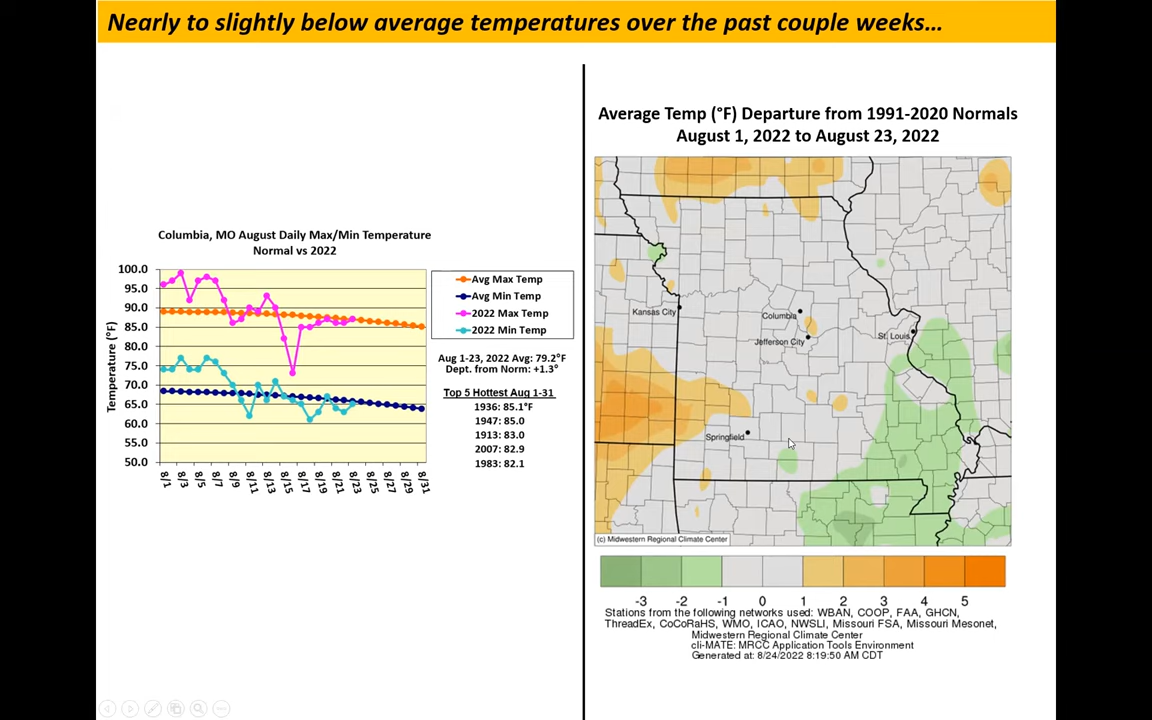 Nearly to slightly below average temperatures over the past couple weeks…
Columbia, MO August Daily Max/Min Temperature
Normal vs 2022
Temperature (°F)
100.0
95.0
90.0
85.0
80.0
75.0
70.0
65.0
60.0
55.0
50.0
8/1
8/3
8/5
8/7
8/9
8/11
8/13
8/15
8/17
8/19
8/21
8/23
8/25
8/27
8/29
8/31
Avg Max Temp
Avg Min Temp
2022 Max Temp
2022 Min Temp
Aug 1-23, 2022 Avg: 79.2°F
Dept. from Norm: +1.3°
Top 5 Hottest Aug 1-31
1936: 85.1°F
1947: 85.0
1913: 83.0
2007: 82.9
1983: 82.1
Average Temp (°F) Departure from 1991-2020 Normals
August 1, 2022 to August 23, 2022
Kansas City
Columbia
Jefferson City
St. Louis
Springfield
(c) Midwestern Regional Climate Center
-3 -2 -1 0 1 2 3 4 5
Stations from the following networks used: WBAN, COOP, FAA, GHCN,
ThreadEx, CoCoRaHS, WMO, ICAO, NWSLI, Missouri FSA, Missouri Mesonet,
Midwestern Regional Climate Center
cli-MATE: MRCC Application Tools Environment
Generated at: 8/24/2022 8:19:50 AM CDT